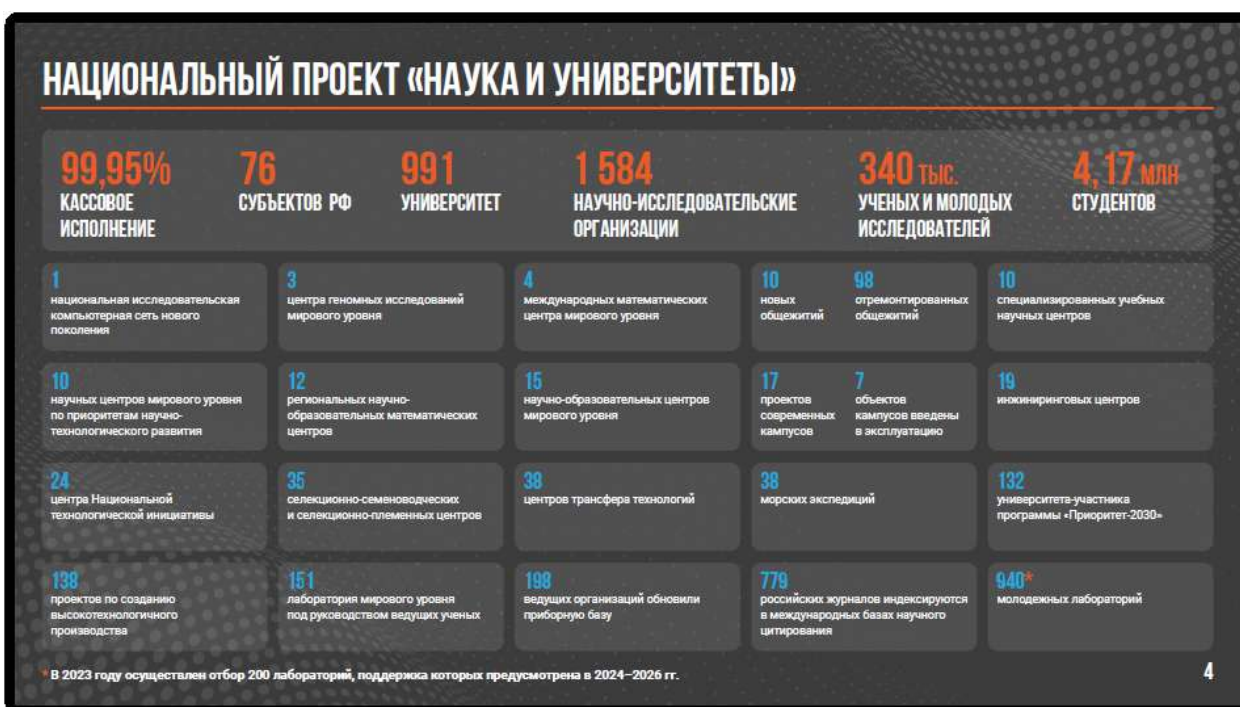 НАЦИОНАЛЬНЫЙ ПРОЕКТ «НАУКА И УНИВЕРСИТЕТЫ»
99,95%
КАССОВОЕ
ИСПОЛНЕНИЕ
76
СУБЪЕКТОВ РФ
991
УНИВЕРСИТЕТ
1 584
НАУЧНО-ИССЛЕДОВАТЕЛЬСКИЕ
ОРГАНИЗАЦИИ
340 ТЫС.
УЧЕНЫХ И МОЛОДЫХ
ИССЛЕДОВАТЕЛЕЙ
4,17 МЛН
СТУДЕНТОВ
1
национальная исследовательская
компьютерная сеть нового
поколения
3
центра геномных исследований
мирового уровня
4
международных математических
центра мирового уровня
10
новых
общежитий
98
отремонтированных
общежитий
10
специализированных учебных
научных центров
10
научных центров мирового уровня
по приоритетам научно-
технологического развития
12
региональных научно-
образовательных математических
центров
15
научно-образовательных центров
мирового уровня
17
проектов
современных
кампусов
7
объектов
кампусов введены
в эксплуатацию
19
инжиниринговых центров
24
центра Национальной
технологической инициативы
35
селекционно-семеноводческих
и селекционно-племенных центров
38
центров трансфера технологий
38
морских экспедиций
132
университета-участника
программы «Приоритет-2030»
138
проектов по созданию
высокотехнологичного
производства
151
лаборатория мирового уровня
под руководством ведущих ученых
198
ведущих организаций обновили
приборную базу
779
российских журналов индексируются
в международных базах научного
цитирования
940*
молодежных лабораторий
* В 2023 году осуществлен отбор 200 лабораторий, поддержка которых предусмотрена в 2024–2026 гг.
4